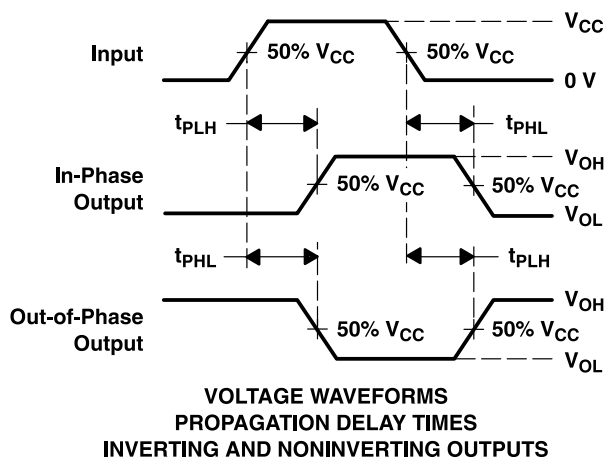 V_CC
Input
50% V_CC
50% V_CC
0 V
t_PLH
t_PHL
V_OH
In-Phase
Output
50% V_CC
50% V_CC
V_OL
t_PHL
t_PLH
V_OH
Out-of-Phase
Output
50% V_CC
50% V_CC
V_OL
VOLTAGE WAVEFORMS
PROPAGATION DELAY TIMES
INVERTING AND NONINVERTING OUTPUTS